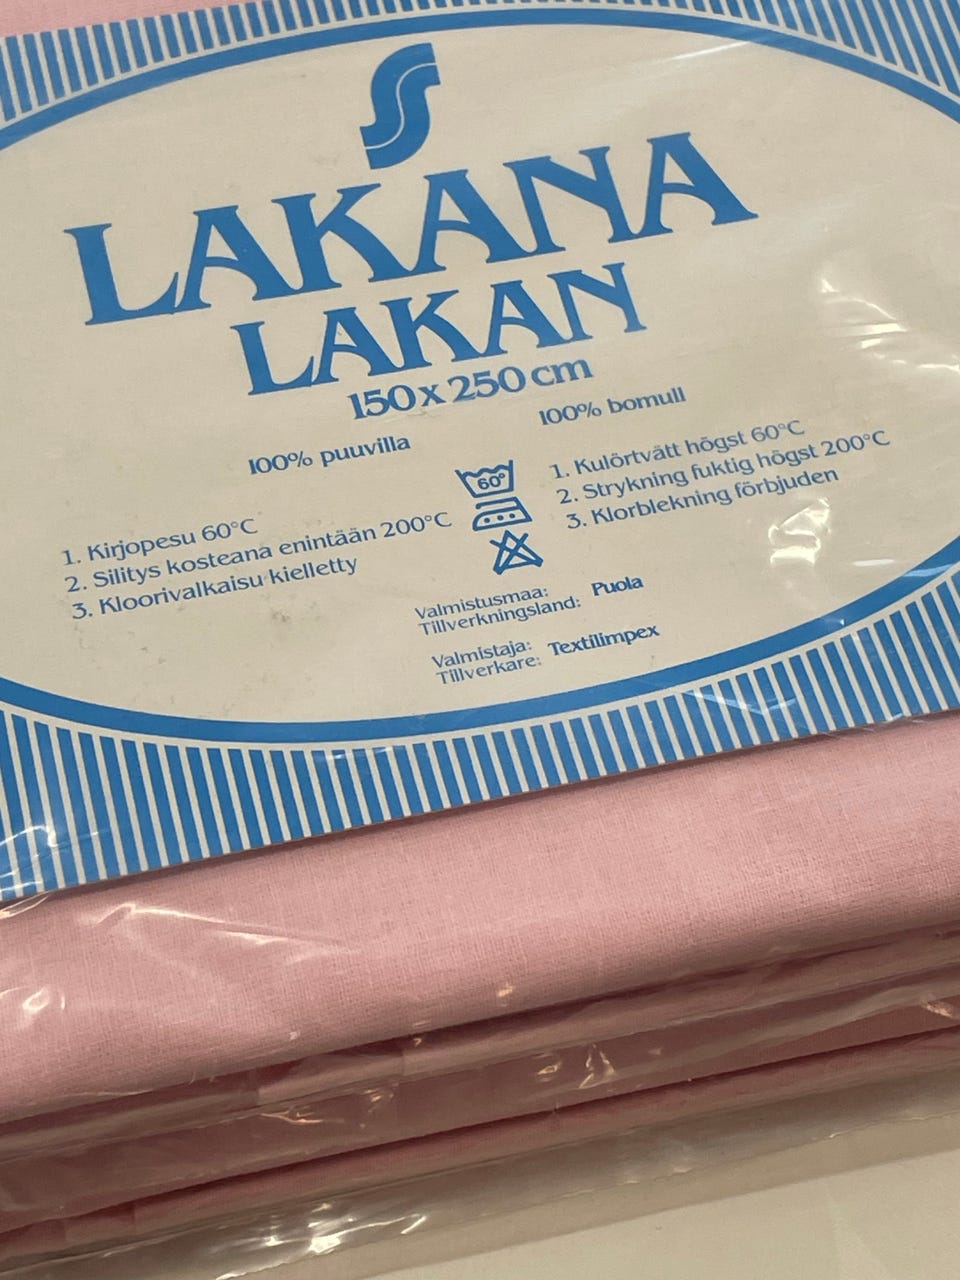 LAKANA
LAKAN
150 x 250 cm
100% puuvilla
1. Kirjopesu 60°C
2. Silitys kosteana enintään 200°C
3. Kloorivalkaisu kielletty
60°
100% bomull
1. Kulörtvätt högst 60°C
2. Strykning fuktig högst 200°C
3. Klorblekning förbjuden
Valmistusmaa:
Tillverkningsland: Puola
Valmistaja:
Tillverkare: Textilimpex